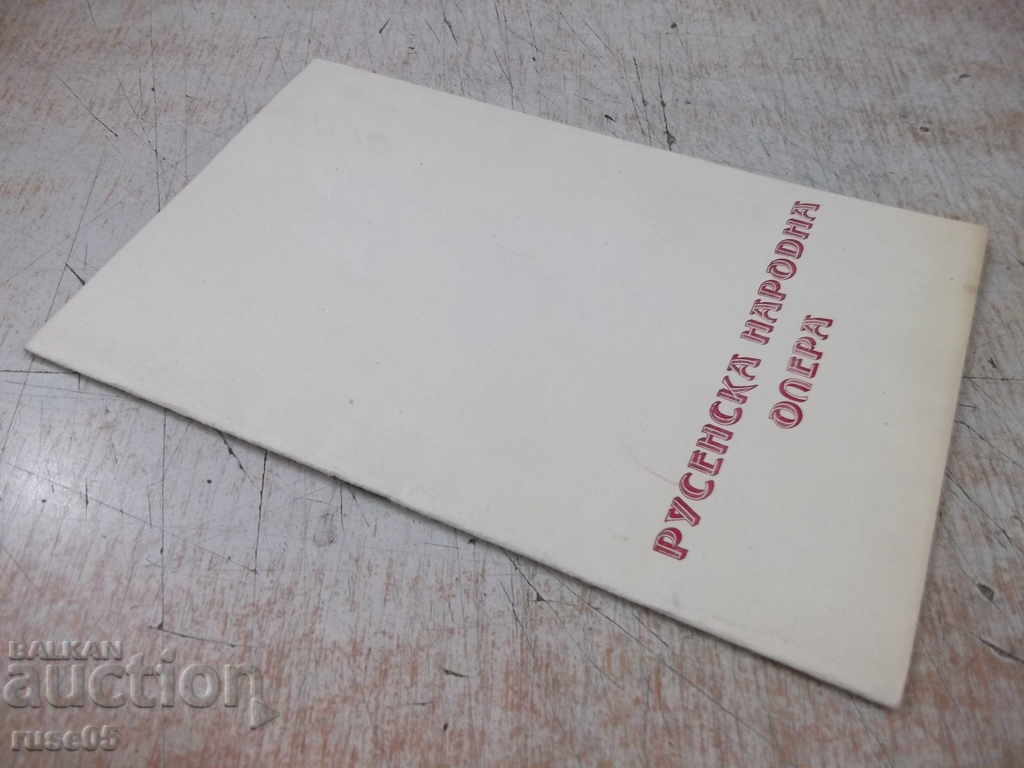 РУСЕНСКА НАРОДНА
ОПЕРА
BALKAN
auction
ruse05